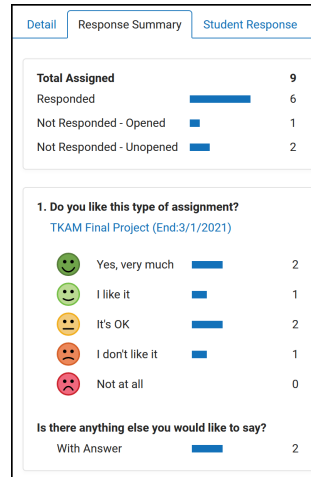 Detail Response Summary Student Response
Total Assigned 9
Responded 6
Not Responded - Opened 1
Not Responded - Unopened 2
1. Do you like this type of assignment?
TKAM Final Project (End:3/1/2021)
Yes, very much 2
I like it 1
It's OK 2
I don't like it 1
Not at all 0
Is there anything else you would like to say?
With Answer 2